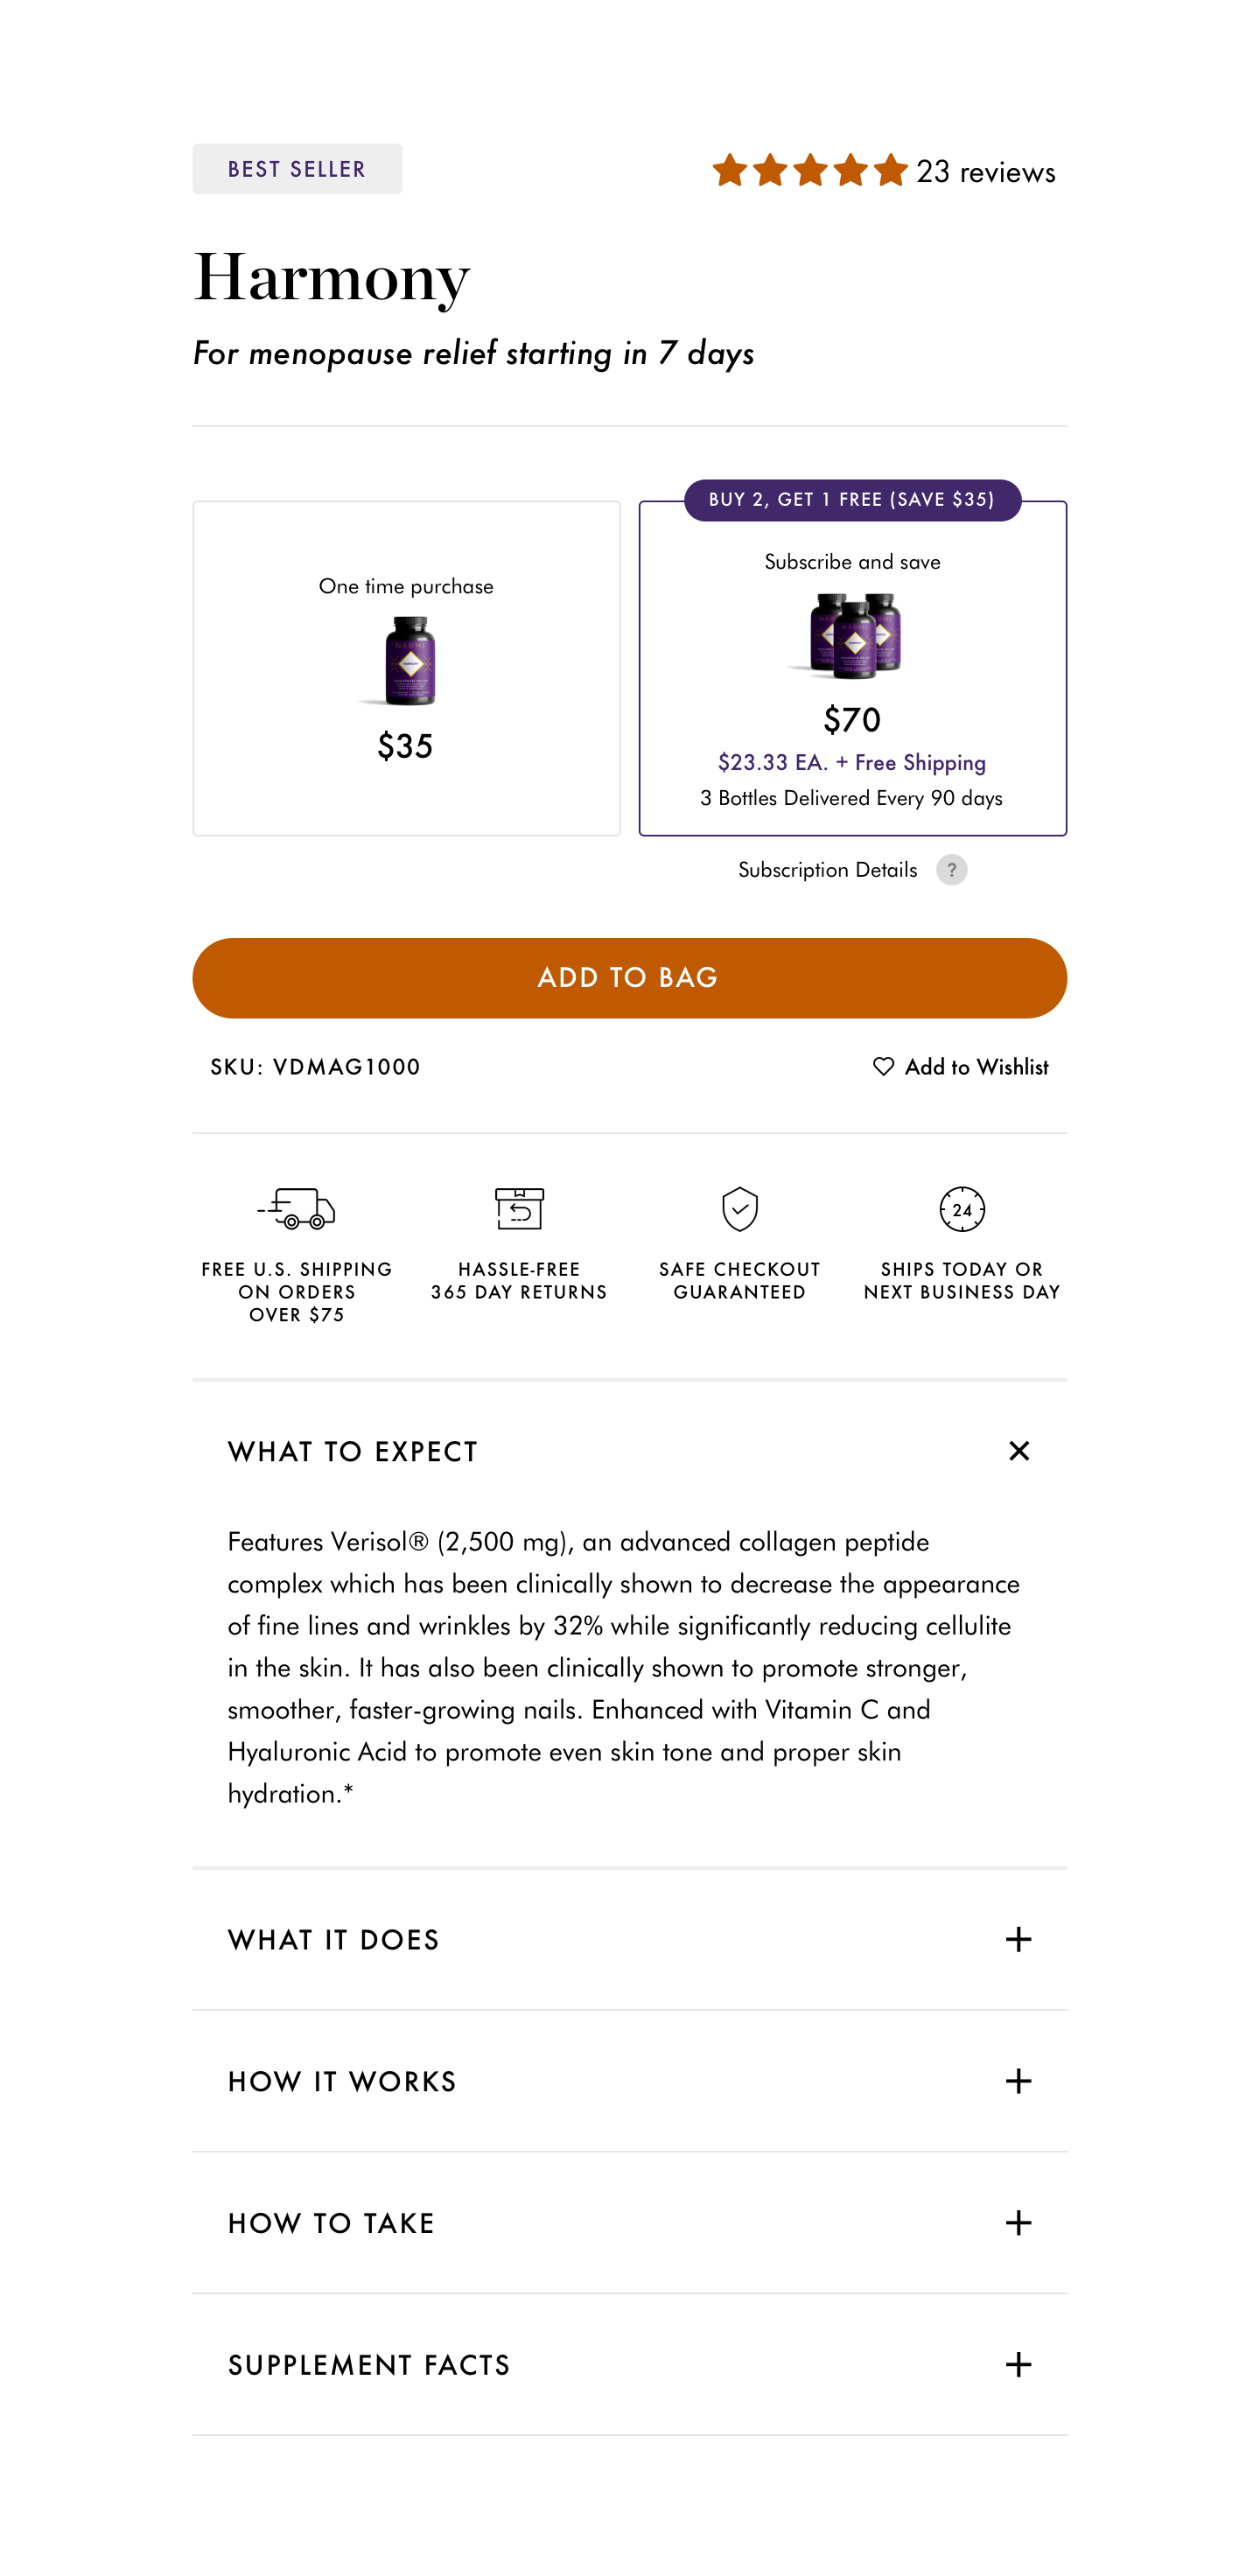 BEST SELLER
23 reviews
Harmony
For menopause relief starting in 7 days
BUY 2, GET 1 FREE (SAVE $35)
One time purchase
NAOMI
HARMONY
$35
Subscribe and save
NAOMI
HARMONY
$70
$23.33 EA. + Free Shipping
3 Bottles Delivered Every 90 days
Subscription Details ?
ADD TO BAG
SKU: VDMAG1000
Add to Wishlist
24
FREE U.S. SHIPPING
ON ORDERS
OVER $75
HASSLE-FREE
365 DAY RETURNS
SAFE CHECKOUT
GUARANTEED
SHIPS TODAY OR
NEXT BUSINESS DAY
WHAT TO EXPECT
Features Verisol® (2,500 mg), an advanced collagen peptide
complex which has been clinically shown to decrease the appearance
of fine lines and wrinkles by 32% while significantly reducing cellulite
in the skin. It has also been clinically shown to promote stronger,
smoother, faster-growing nails. Enhanced with Vitamin C and
Hyaluronic Acid to promote even skin tone and proper skin
hydration.*
WHAT IT DOES
HOW IT WORKS
HOW TO TAKE
SUPPLEMENT FACTS